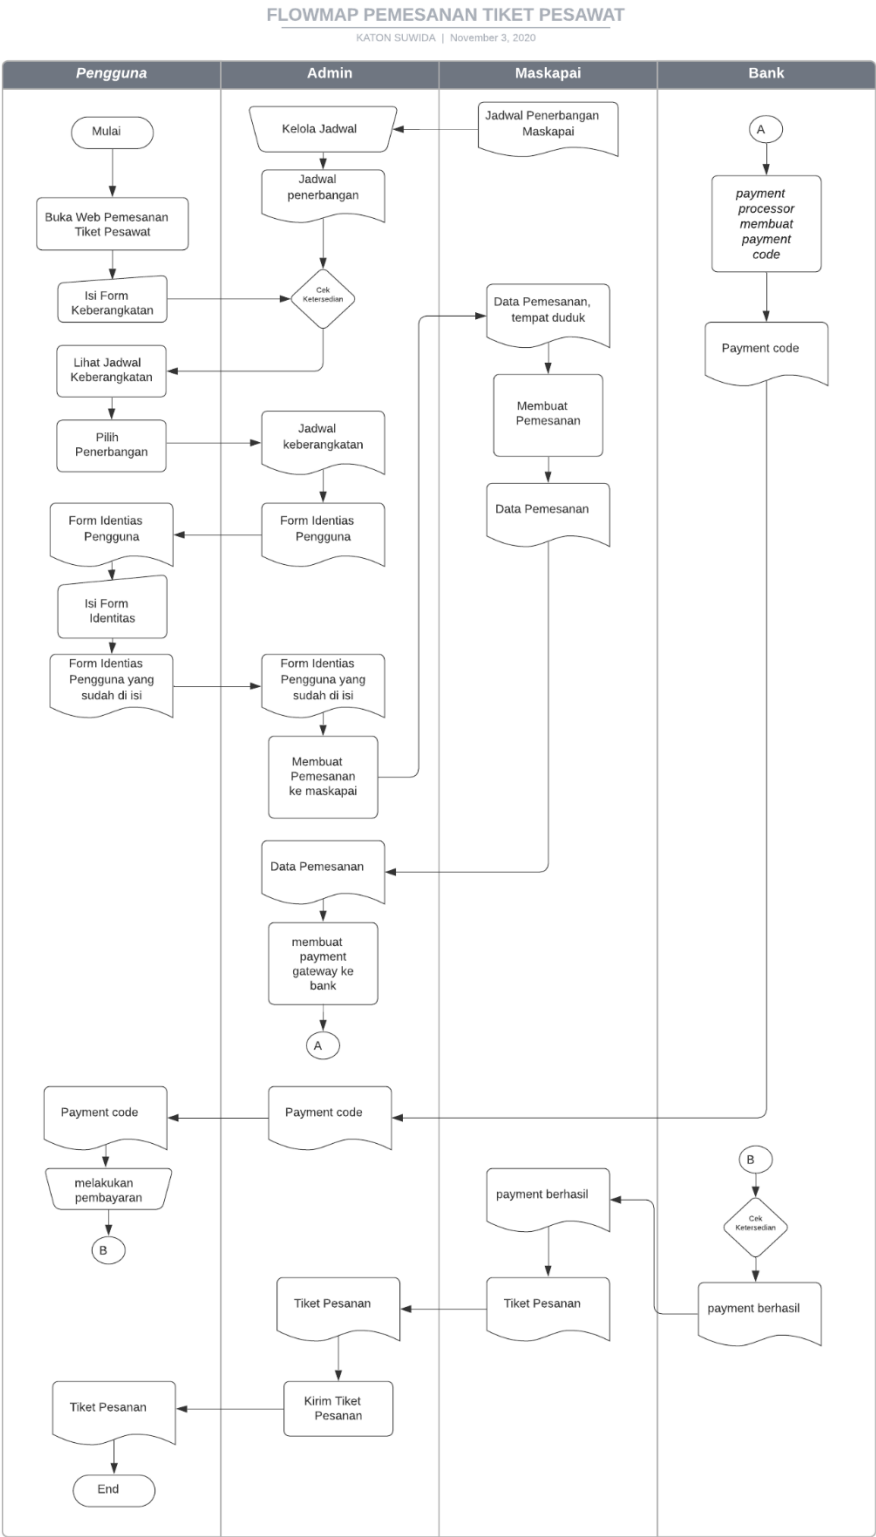 FLOWMAP PEMESANAN TIKET PESAWAT
KATON SUWIDA | November 3, 2020
Pengguna
Admin
Maskapai
Bank
Mulai
Buka Web Pemesanan
Tiket Pesawat
Isi Form
Keberangkatan
Lihat Jadwal
Keberangkatan
Pilih
Penerbangan
Form Identias
Pengguna
Isi Form
Identitas
Form Identias
Pengguna yang
sudah di isi
Payment code
melakukan
pembayaran
B
Tiket Pesanan
End
Kelola Jadwal
Jadwal
penerbangan
Cek
Ketersedian
Jadwal
keberangkatan
Form Identias
Pengguna
Form Identias
Pengguna yang
sudah di isi
Membuat
Pemesanan
ke maskapai
Data Pemesanan
membuat
payment
gateway ke
bank
A
Payment code
Tiket Pesanan
Kirim Tiket
Pesanan
Jadwal Penerbangan
Maskapai
Data Pemesanan,
tempat duduk
Membuat
Pemesanan
Data Pemesanan
payment berhasil
Tiket Pesanan
A
payment
processor
membuat
payment
code
Payment code
B
Cek
Ketersedian
payment berhasil